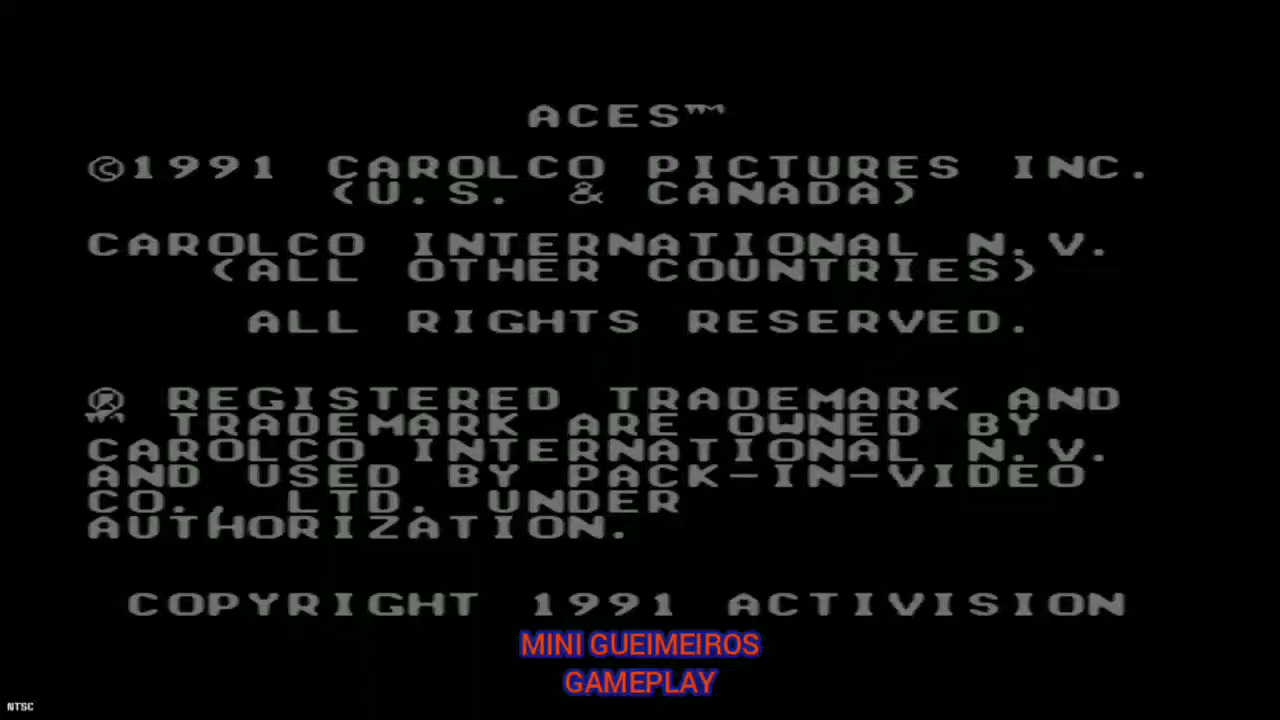 ACES™
©1991 CAROLCO PICTURES INC.
(U.S. & CANADA)
CAROLCO INTERNATIONAL N.V.
(ALL OTHER COUNTRIES)
ALL RIGHTS RESERVED.
® REGISTERED TRADEMARK AND
™ TRADEMARK ARE OWNED BY
CAROLCO INTERNATIONAL N.V.
AND USED BY PACK-IN-VIDEO
CO., LTD. UNDER
AUTHORIZATION.
COPYRIGHT 1991 ACTIVISION
MINI GUEIMEIROS
GAMEPLAY
NTSC